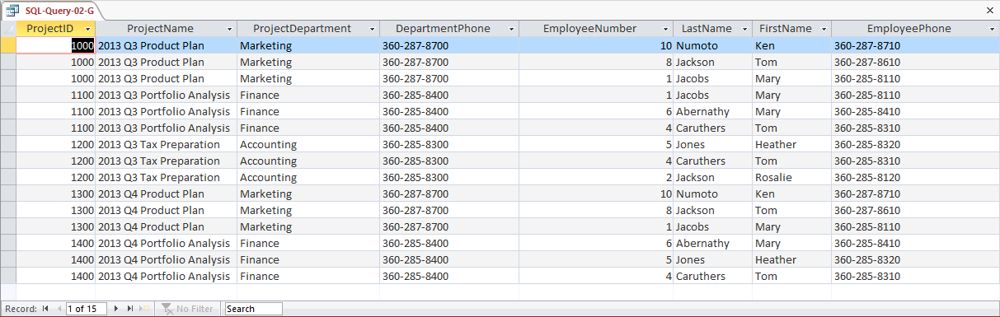 SQL-Query-02-G
ProjectID ProjectName ProjectDepartment DepartmentPhone EmployeeNumber LastName FirstName EmployeePhone
1000 2013 Q3 Product Plan Marketing 360-287-8700 10 Numoto Ken 360-287-8710
1000 2013 Q3 Product Plan Marketing 360-287-8700 8 Jackson Tom 360-287-8610
1000 2013 Q3 Product Plan Marketing 360-287-8700 1 Jacobs Mary 360-285-8110
1100 2013 Q3 Portfolio Analysis Finance 360-285-8400 1 Jacobs Mary 360-285-8110
1100 2013 Q3 Portfolio Analysis Finance 360-285-8400 6 Abernathy Mary 360-285-8410
1100 2013 Q3 Portfolio Analysis Finance 360-285-8400 4 Caruthers Tom 360-285-8310
1200 2013 Q3 Tax Preparation Accounting 360-285-8300 5 Jones Heather 360-285-8320
1200 2013 Q3 Tax Preparation Accounting 360-285-8300 4 Caruthers Tom 360-285-8310
1200 2013 Q3 Tax Preparation Accounting 360-285-8300 2 Jackson Rosalie 360-285-8120
1300 2013 Q4 Product Plan Marketing 360-287-8700 10 Numoto Ken 360-287-8710
1300 2013 Q4 Product Plan Marketing 360-287-8700 8 Jackson Tom 360-287-8610
1300 2013 Q4 Product Plan Marketing 360-287-8700 1 Jacobs Mary 360-285-8110
1400 2013 Q4 Portfolio Analysis Finance 360-285-8400 6 Abernathy Mary 360-285-8410
1400 2013 Q4 Portfolio Analysis Finance 360-285-8400 5 Jones Heather 360-285-8320
1400 2013 Q4 Portfolio Analysis Finance 360-285-8400 4 Caruthers Tom 360-285-8310
Record: 1 of 15 No Filter Search